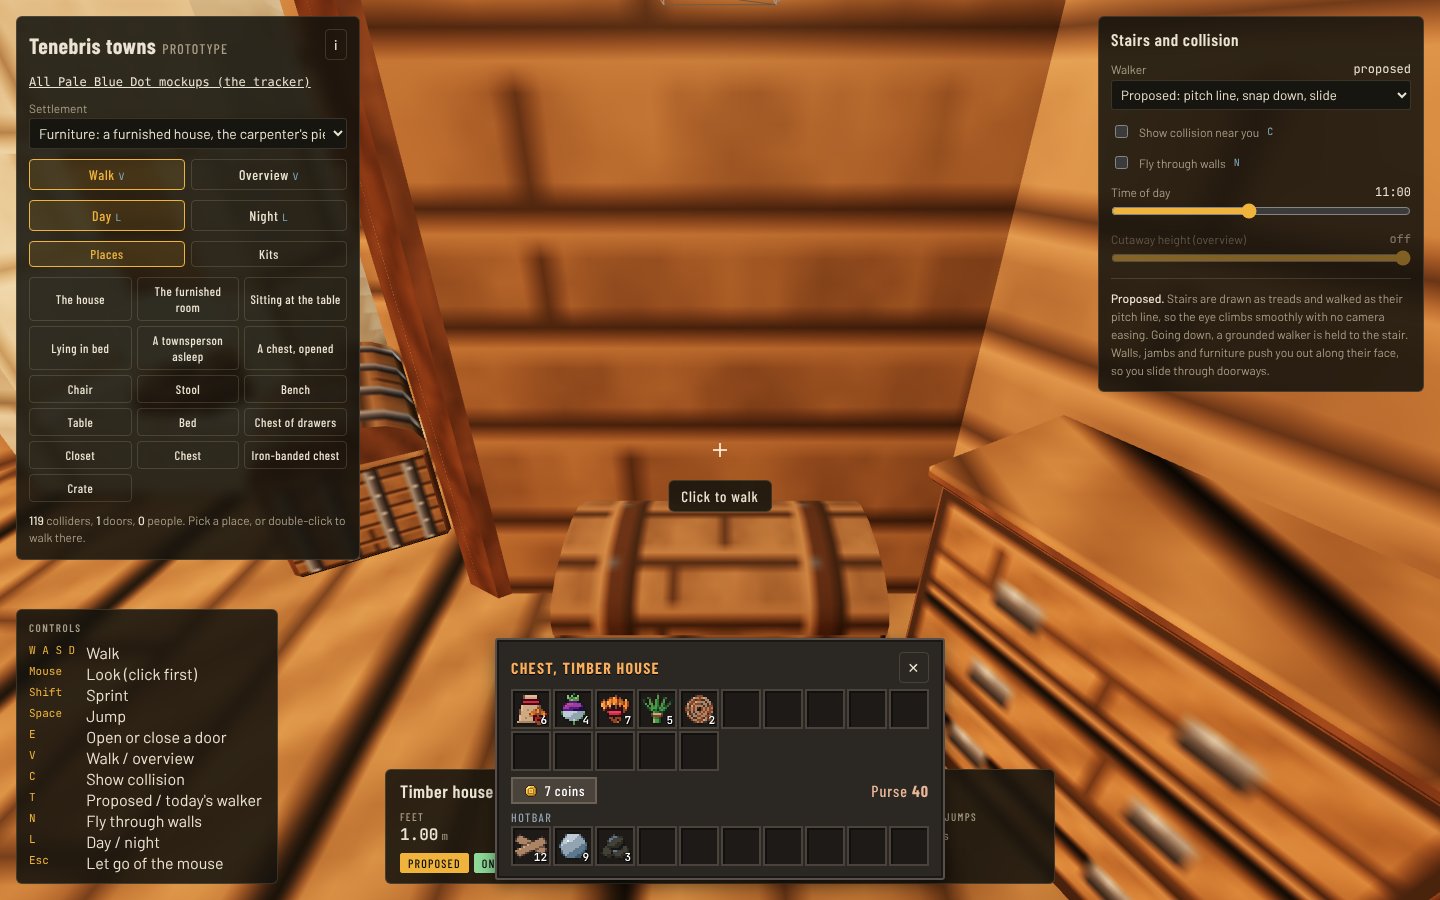 Tenebris towns PROTOTYPE
i
All Pale Blue Dot mockups (the tracker)
Settlement
Furniture: a furnished house, the carpenter's pie
Walk V
Overview V
Day L
Night L
Places
Kits
The house
The furnished room
Sitting at the table
Lying in bed
A townsperson asleep
A chest, opened
Chair
Stool
Bench
Table
Bed
Chest of drawers
Closet
Chest
Iron-banded chest
Crate
119 colliders, 1 doors, 0 people. Pick a place, or double-click to
walk there.
CONTROLS
W A S D Walk
Mouse Look (click first)
Shift Sprint
Space Jump
E Open or close a door
V Walk / overview
C Show collision
T Proposed / today's walker
N Fly through walls
L Day / night
Esc Let go of the mouse
Click to walk
Timber house
FEET
1.00 m
PROPOSED
ON
JUMPS
s
CHEST, TIMBER HOUSE
×
6 4 7 5 2
7 coins
Purse 40
HOTBAR
12 9 3
Stairs and collision
Walker proposed
Proposed: pitch line, snap down, slide
Show collision near you C
Fly through walls N
Time of day 11:00
Cutaway height (overview) off
Proposed. Stairs are drawn as treads and walked as their
pitch line, so the eye climbs smoothly with no camera
easing. Going down, a grounded walker is held to the stair.
Walls, jambs and furniture push you out along their face,
so you slide through doorways.